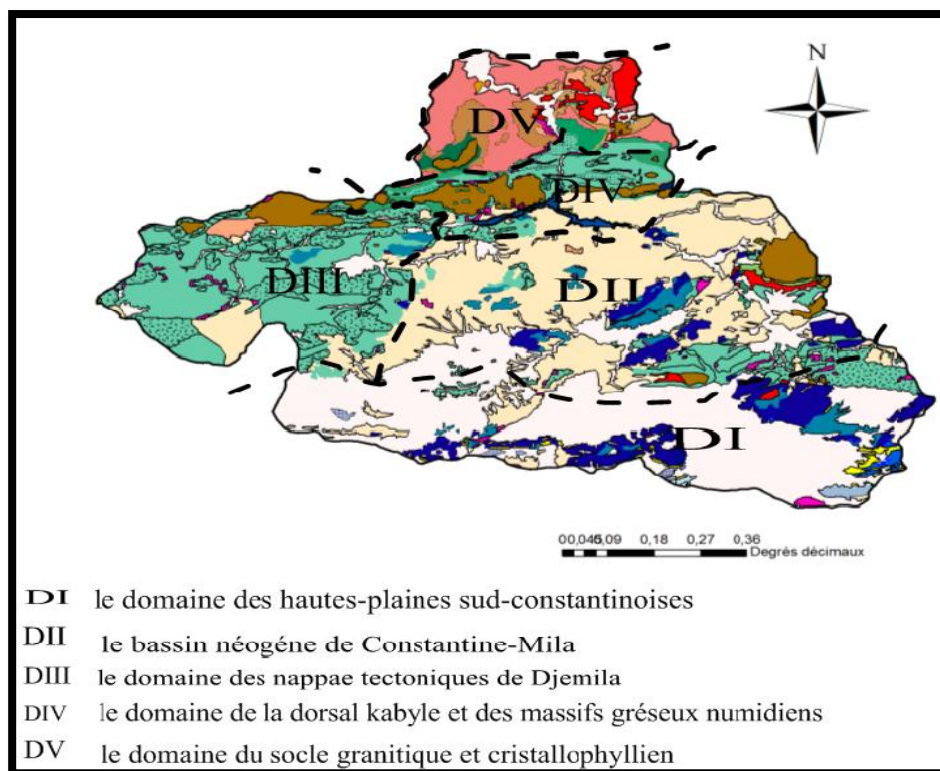 N
DV
DIV
DIII
DII
DI
00,0450,09 0,18 0,27 0,36
Degrés décimaux
DI le domaine des hautes-plaines sud-constantinoises
DII le bassin néogéne de Constantine-Mila
DIII le domaine des nappae tectoniques de Djemila
DIV le domaine de la dorsal kabyle et des massifs gréseux numidiens
DV le domaine du socle granitique et cristallophyllien